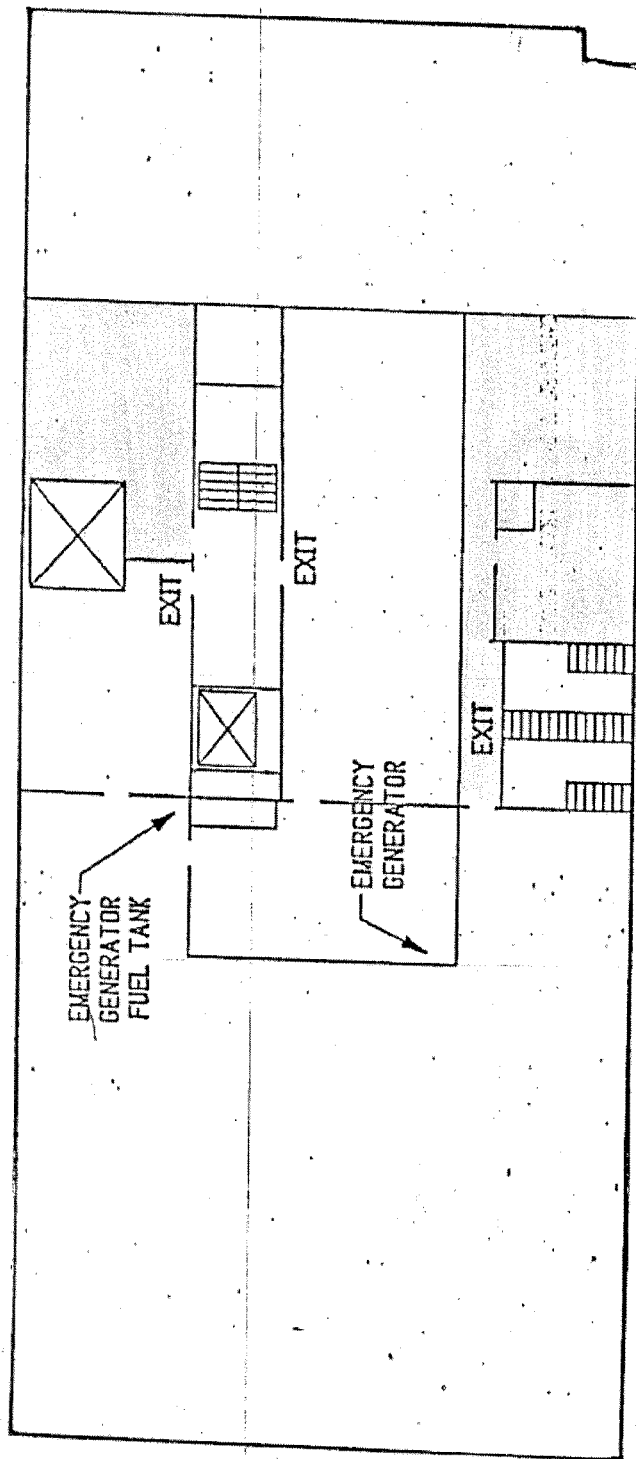 EXIT
EXIT
EXIT
EMERGENCY
GENERATOR
FUEL TANK
EMERGENCY
GENERATOR